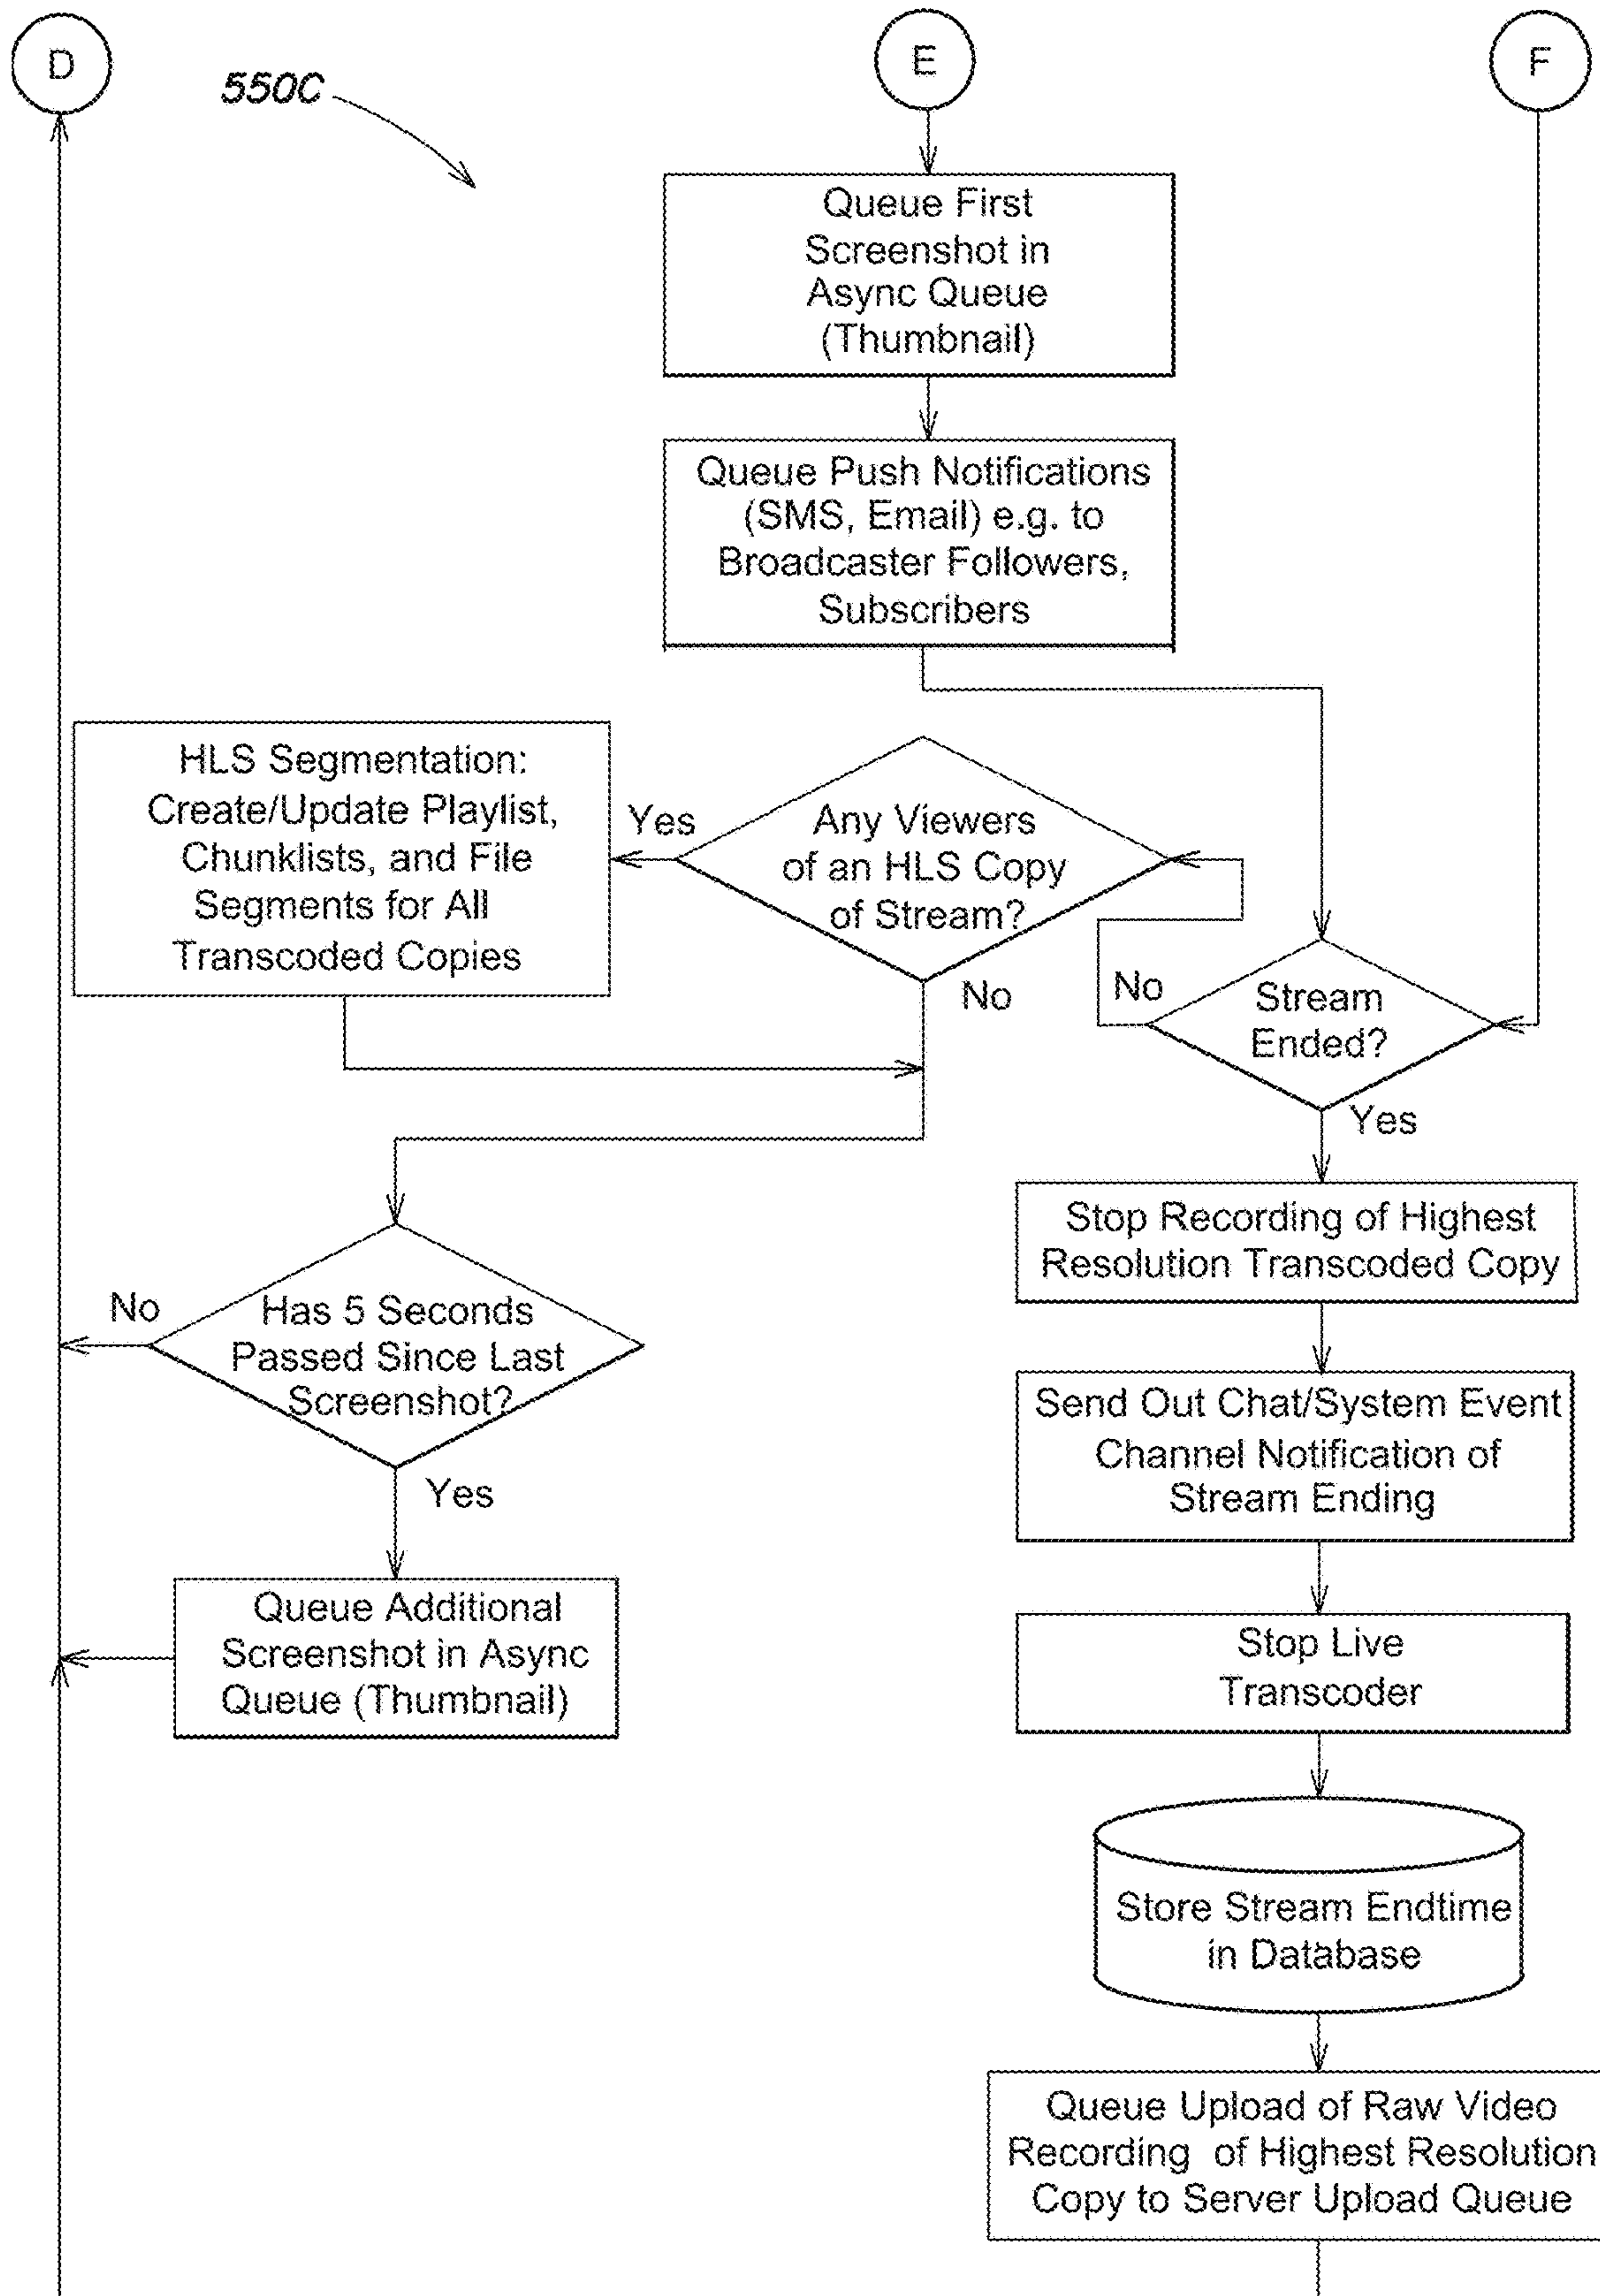 D
550C
E
F
Queue First
Screenshot in
Async Queue
(Thumbnail)
Queue Push Notifications
(SMS, Email) e.g. to
Broadcaster Followers,
Subscribers
HLS Segmentation:
Create/Update Playlist,
Chunklists, and File
Segments for All
Transcoded Copies
Yes
Any Viewers
of an HLS Copy
of Stream?
No
No
Stream
Ended?
Yes
Stop Recording of Highest
Resolution Transcoded Copy
No
Has 5 Seconds
Passed Since Last
Screenshot?
Yes
Send Out Chat/System Event
Channel Notification of
Stream Ending
Queue Additional
Screenshot in Async
Queue (Thumbnail)
Stop Live
Transcoder
Store Stream Endtime
in Database
Queue Upload of Raw Video
Recording of Highest Resolution
Copy to Server Upload Queue